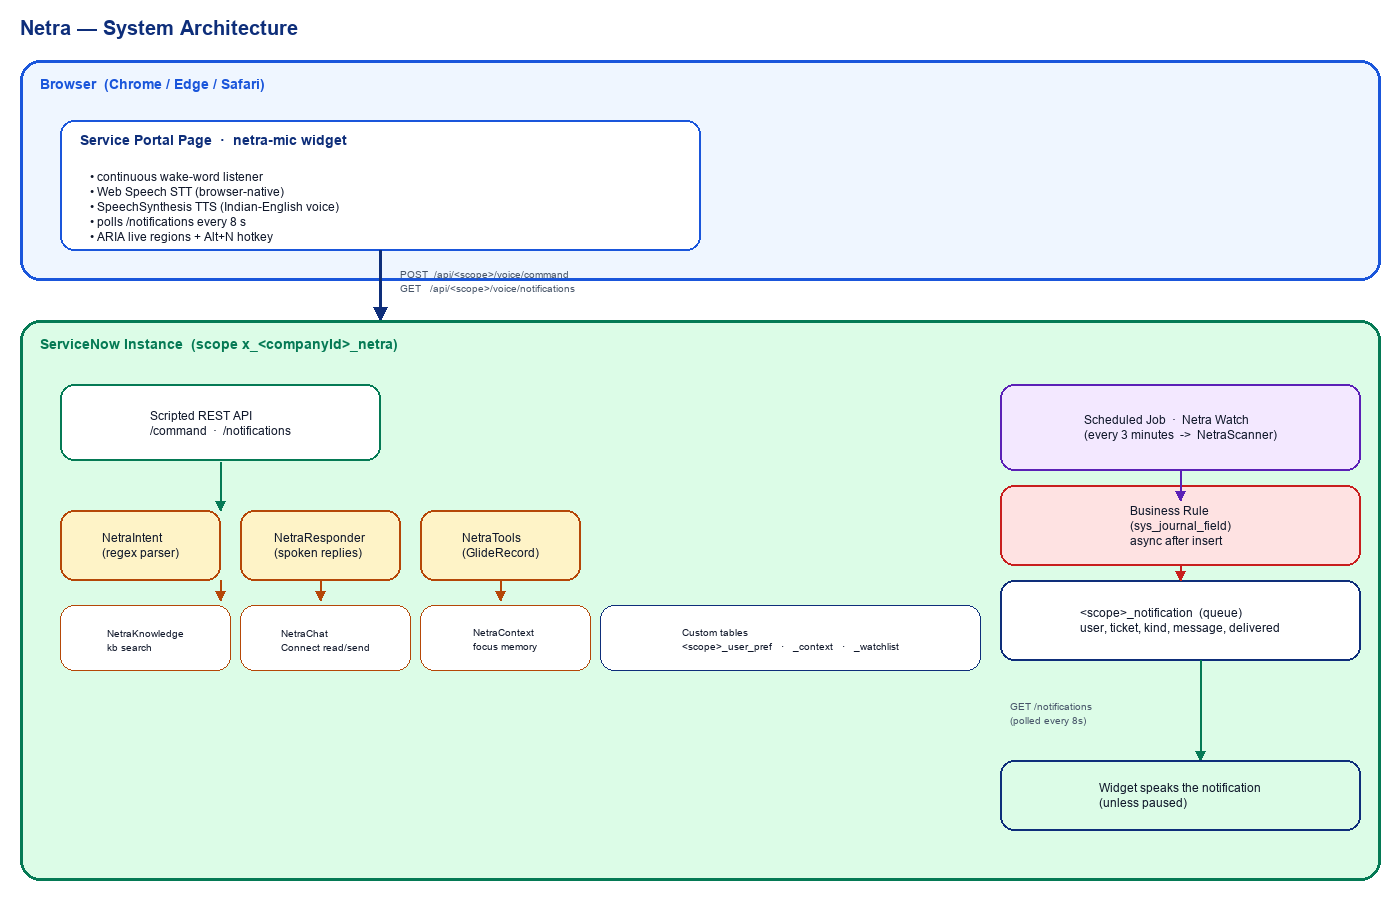 Netra — System Architecture
Browser (Chrome / Edge / Safari)
Service Portal Page · netra-mic widget
• continuous wake-word listener
• Web Speech STT (browser-native)
• SpeechSynthesis TTS (Indian-English voice)
• polls /notifications every 8 s
• ARIA live regions + Alt+N hotkey
POST /api/<scope>/voice/command
GET /api/<scope>/voice/notifications
ServiceNow Instance (scope x_<companyId>_netra)
Scripted REST API
/command · /notifications
Scheduled Job · Netra Watch
(every 3 minutes -> NetraScanner)
Business Rule
(sys_journal_field)
async after insert
NetraIntent
(regex parser)
NetraResponder
(spoken replies)
NetraTools
(GlideRecord)
NetraKnowledge
kb search
NetraChat
Connect read/send
NetraContext
focus memory
Custom tables
<scope>_user_pref · _context · _watchlist
<scope>_notification (queue)
user, ticket, kind, message, delivered
GET /notifications
(polled every 8s)
Widget speaks the notification
(unless paused)